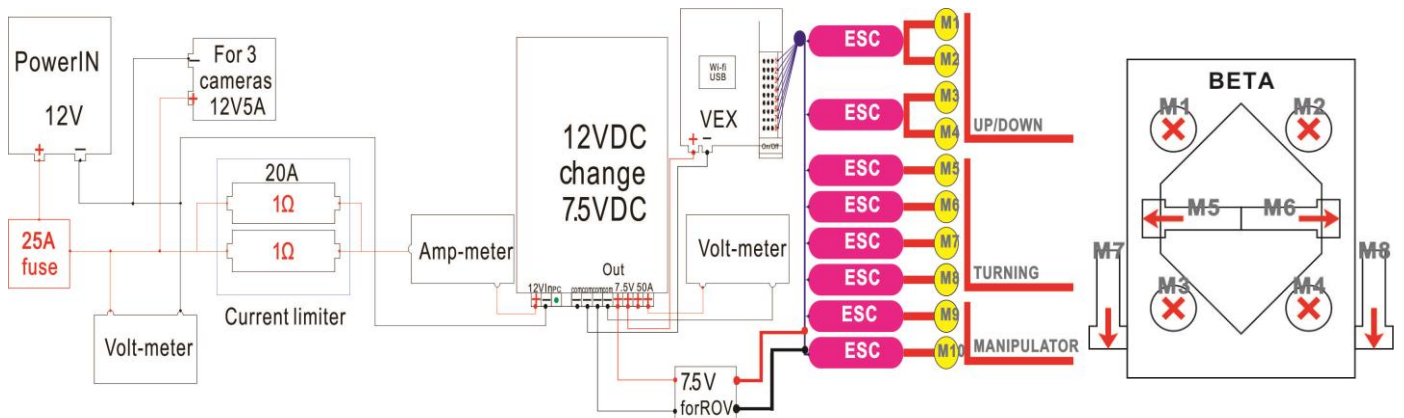 PowerIN
12V
+
−
25A
fuse
For 3
cameras
12V5A
−
+
Volt-meter
20A
1Ω
1Ω
Current limiter
Amp-meter
12VDC
change
7.5VDC
Out
12VInPC
comcomcomcom 7.5V 50A
+
−
Wi-fi
USB
VEX
+
−
On/Off
Volt-meter
7.5V
forROV
ESC
ESC
ESC
ESC
ESC
ESC
ESC
ESC
M1
M2
M3
M4
M5
M6
M7
M8
M9
M10
UP/DOWN
TURNING
MANIPULATOR
BETA
M1
M2
M5
M6
M7
M8
M3
M4